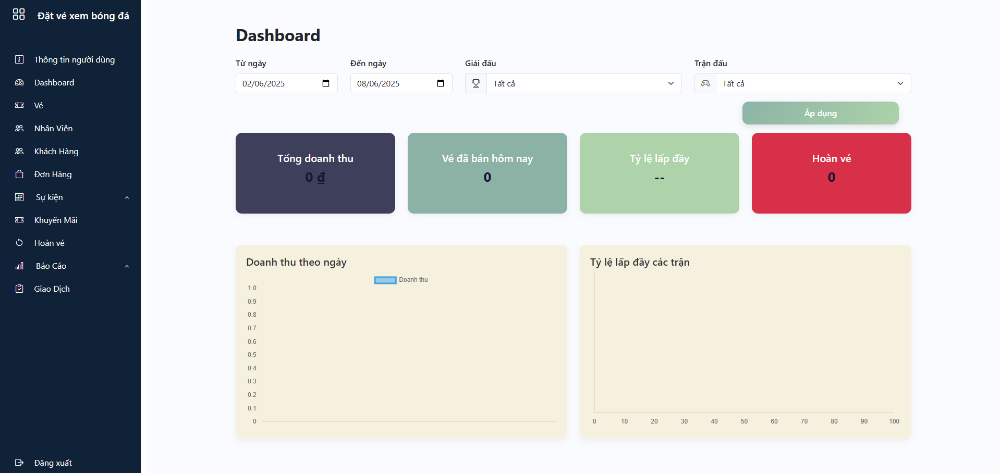 Đặt vé xem bóng đá
Thông tin người dùng
Dashboard
Vé
Nhân Viên
Khách Hàng
Đơn Hàng
Sự kiện
Khuyến Mãi
Hoàn vé
Báo Cáo
Giao Dịch
Đăng xuất
Dashboard
Từ ngày
Đến ngày
Giải đấu
Trận đấu
02/06/2025
08/06/2025
Tất cả
Tất cả
Áp dụng
Tổng doanh thu
0 ₫
Vé đã bán hôm nay
0
Tỷ lệ lấp đầy
--
Hoàn vé
0
Doanh thu theo ngày
Doanh thu
1.0
0.9
0.8
0.7
0.6
0.5
0.4
0.3
0.2
0.1
0
Tỷ lệ lấp đầy các trận
0 10 20 30 40 50 60 70 80 90 100